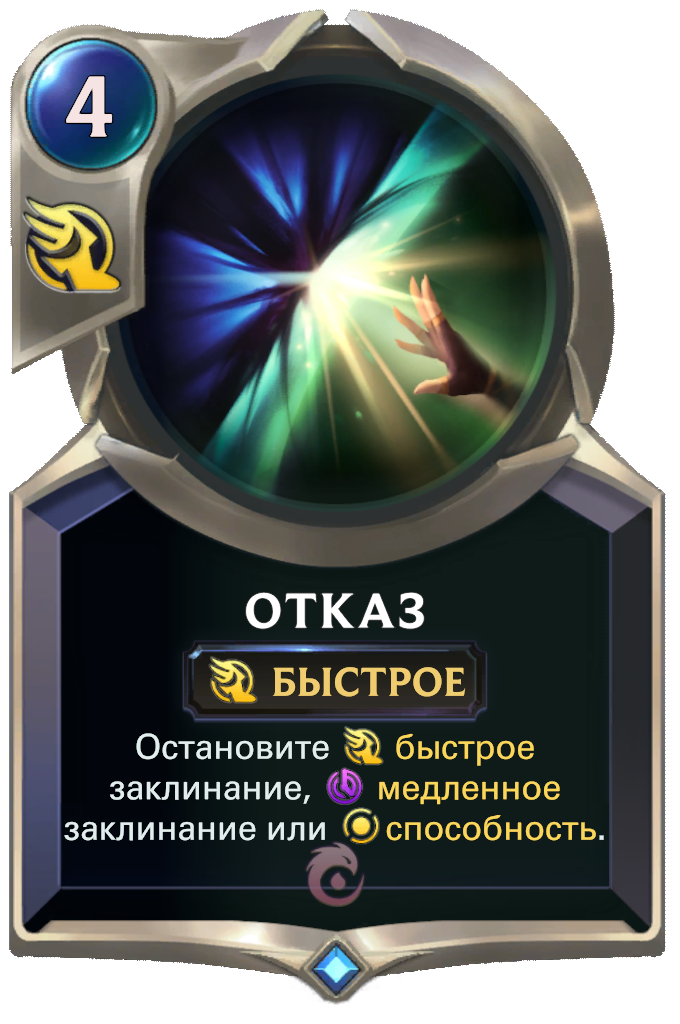 4
ОТКАЗ
БЫСТРОЕ
Остановите быстрое
заклинание, медленное
заклинание или способность.